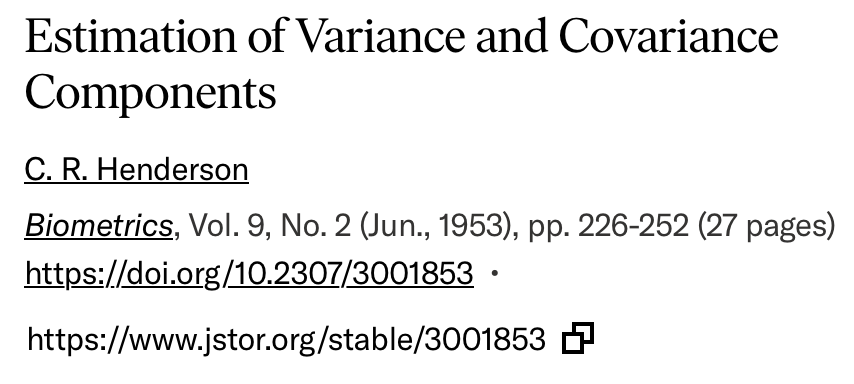 Estimation of Variance and Covariance
Components
C. R. Henderson
Biometrics, Vol. 9, No. 2 (Jun., 1953), pp. 226-252 (27 pages)
https://doi.org/10.2307/3001853 •
https://www.jstor.org/stable/3001853